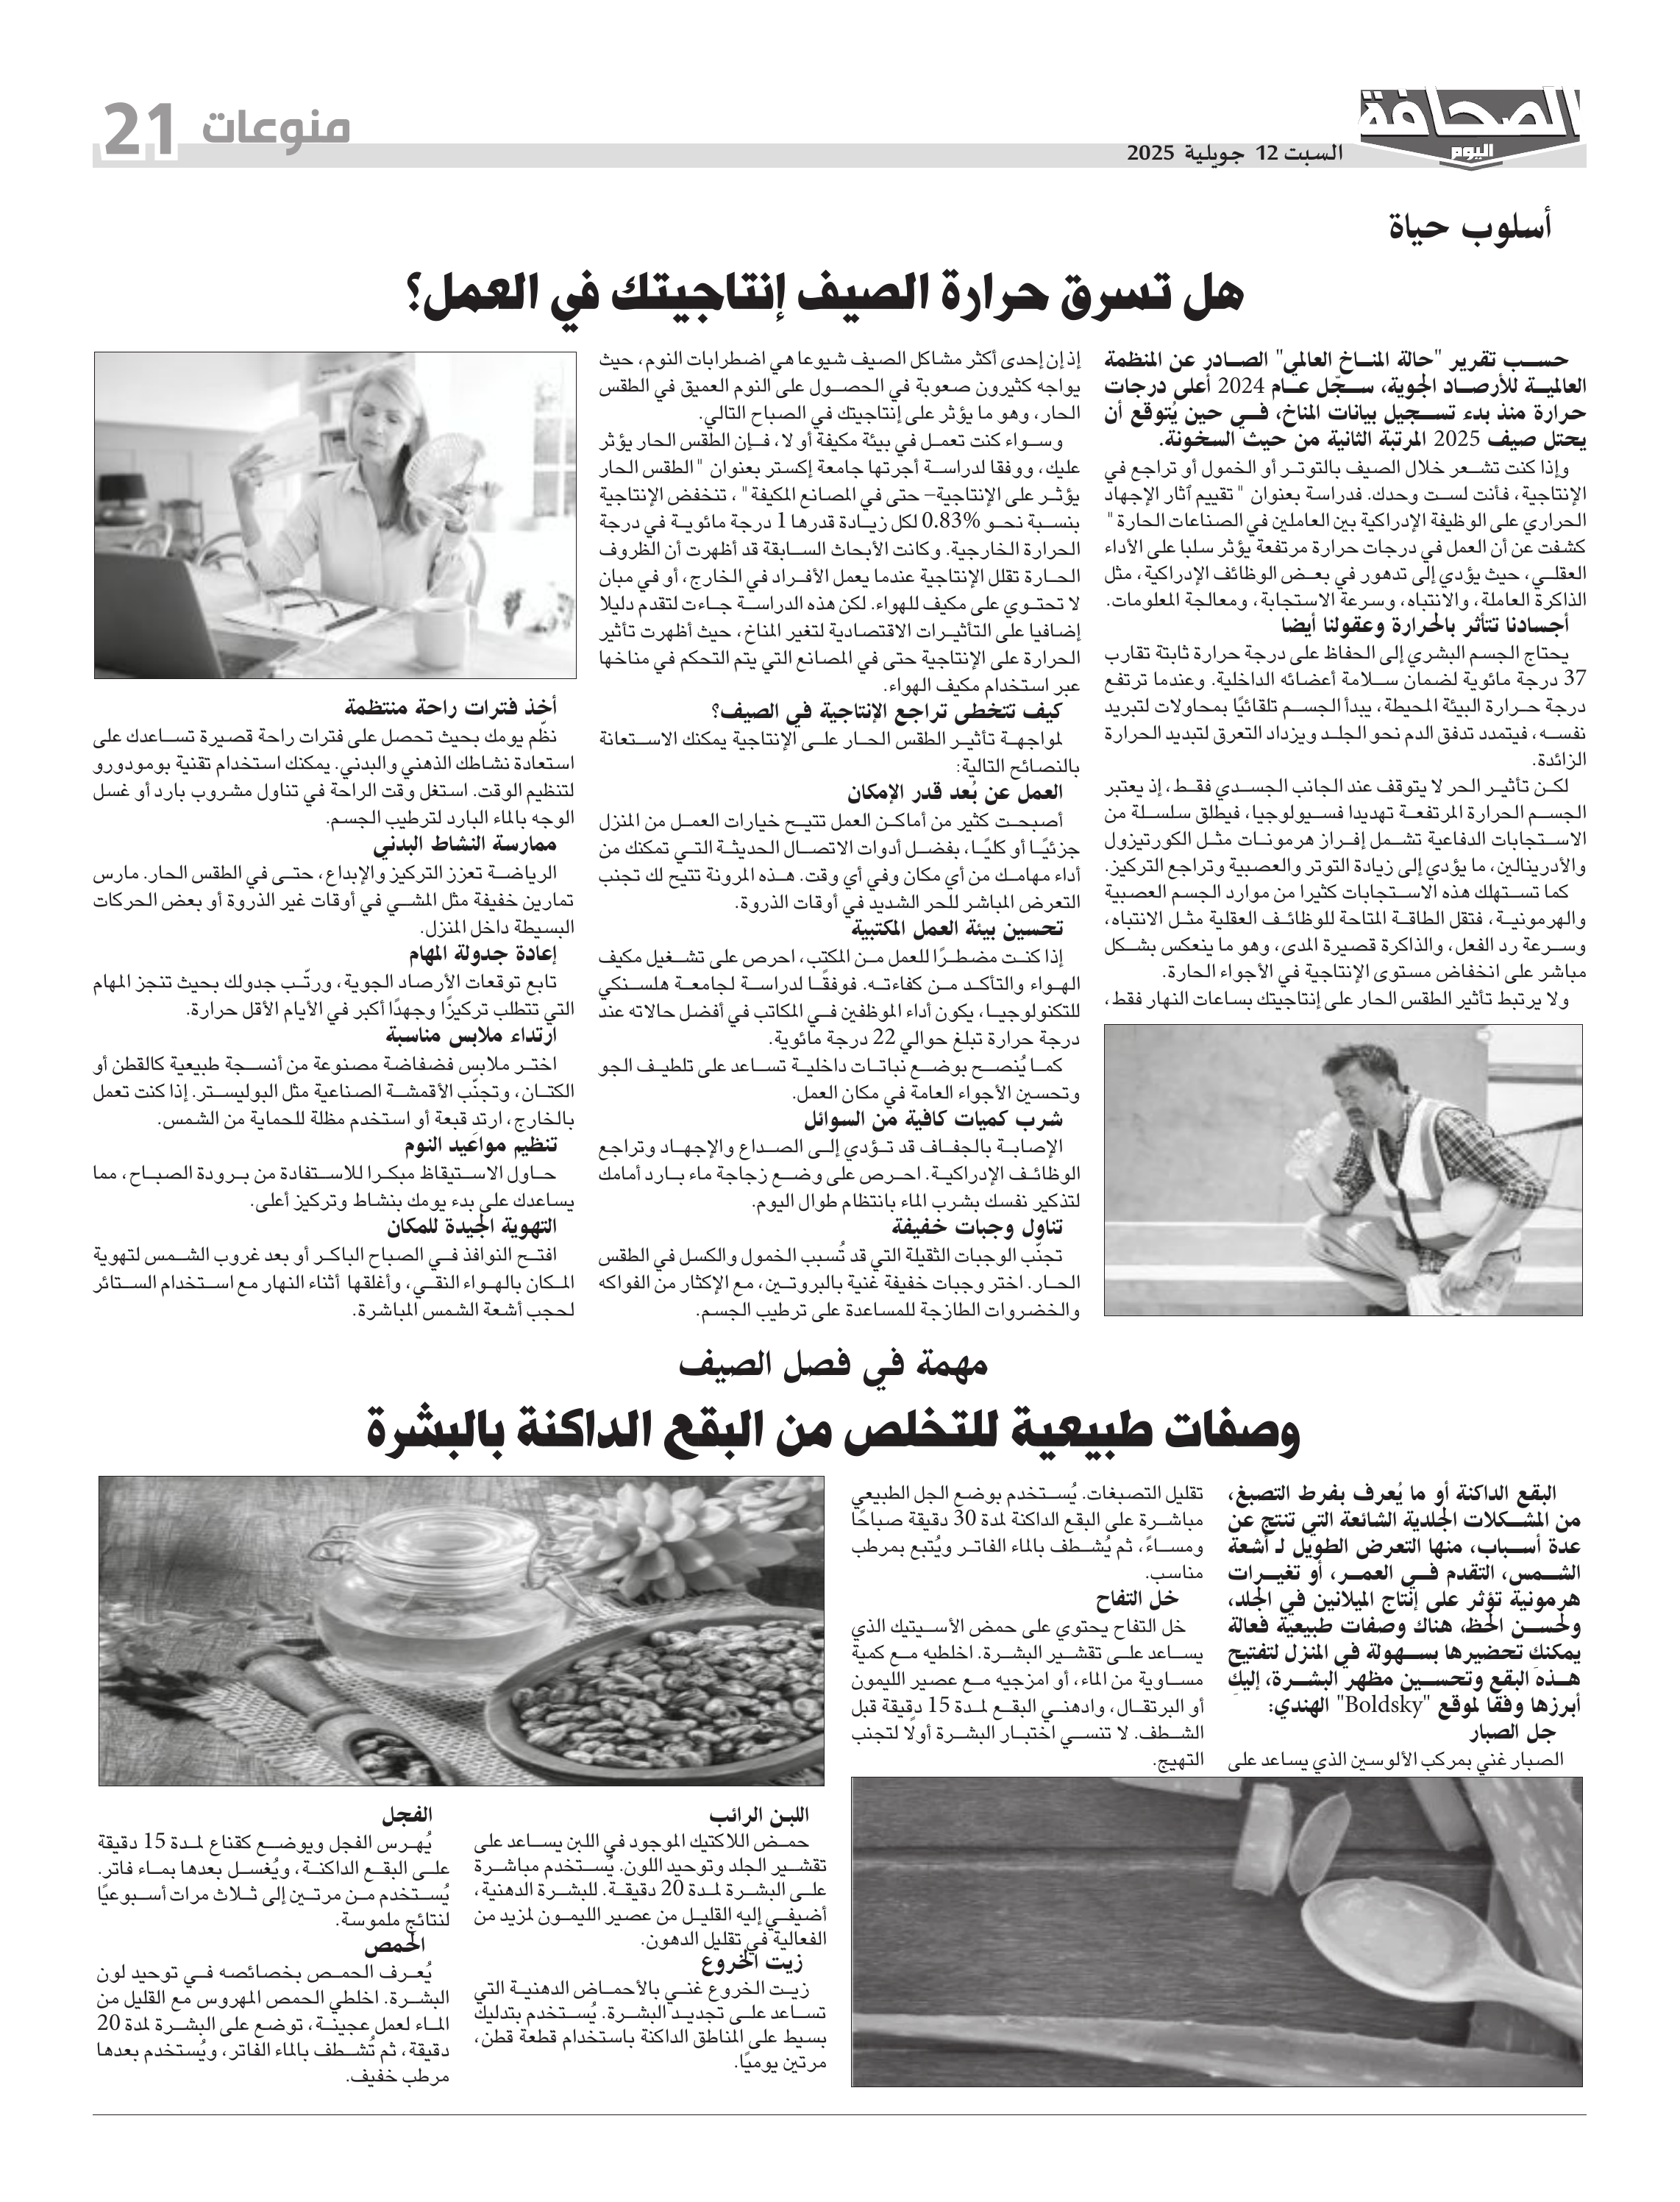 الصحافة
اليوم
السبت 12 جويلية 2025
منوعات
21
أسلوب حياة
هل تسرق حرارة الصيف إنتاجيتك في العمل؟
حسب تقرير "حالة المناخ العالمي" الصادر عن المنظمة
العالمية للأرصاد الجوية، سجّل عام 2024 أعلى درجات
حرارة منذ بدء تسجيل بيانات المناخ، في حين يُتوقع أن
يحتل صيف 2025 المرتبة الثانية من حيث السخونة.
وإذا كنت تشعر خلال الصيف بالتوتر أو الخمول أو تراجع في
الإنتاجية، فأنت لست وحدك. فدراسة بعنوان "تقييم آثار الإجهاد
الحراري على الوظيفة الإدراكية بين العاملين في الصناعات الحارة"
كشفت عن أن العمل في درجات حرارة مرتفعة يؤثر سلبا على الأداء
العقلي، حيث يؤدي إلى تدهور في بعض الوظائف الإدراكية، مثل
الذاكرة العاملة، والانتباه، وسرعة الاستجابة، ومعالجة المعلومات.
أجسادنا تتأثر بالحرارة وعقولنا أيضا
يحتاج الجسم البشري إلى الحفاظ على درجة حرارة ثابتة تقارب
37 درجة مائوية لضمان سلامة أعضائه الداخلية. وعندما ترتفع
درجة حرارة البيئة المحيطة، يبدأ الجسم تلقائيًا بمحاولات لتبريد
نفسه، فيتمدد تدفق الدم نحو الجلد ويزداد التعرق لتبديد الحرارة
الزائدة.
لكن تأثير الحر لا يتوقف عند الجانب الجسدي فقط، إذ يعتبر
الجسم الحرارة المرتفعة تهديدا فسيولوجيا، فيطلق سلسلة من
الاستجابات الدفاعية تشمل إفراز هرمونات مثل الكورتيزول
والأدرينالين، ما يؤدي إلى زيادة التوتر والعصبية وتراجع التركيز.
كما تستهلك هذه الاستجابات كثيرا من موارد الجسم العصبية
والهرمونية، فتقل الطاقة المتاحة للوظائف العقلية مثل الانتباه،
وسرعة رد الفعل، والذاكرة قصيرة المدى، وهو ما ينعكس بشكل
مباشر على انخفاض مستوى الإنتاجية في الأجواء الحارة.
ولا يرتبط تأثير الطقس الحار على إنتاجيتك بساعات النهار فقط،
إذ إن إحدى أكثر مشاكل الصيف شيوعا هي اضطرابات النوم، حيث
يواجه كثيرون صعوبة في الحصول على النوم العميق في الطقس
الحار، وهو ما يؤثر على إنتاجيتك في الصباح التالي.
وسواء كنت تعمل في بيئة مكيفة أو لا، فإن الطقس الحار يؤثر
عليك، ووفقا لدراسة أجرتها جامعة إكستر بعنوان "الطقس الحار
يؤثر على الإنتاجية– حتى في المصانع المكيفة"، تنخفض الإنتاجية
بنسبة نحو 0.83% لكل زيادة قدرها 1 درجة مائوية في درجة
الحرارة الخارجية. وكانت الأبحاث السابقة قد أظهرت أن الظروف
الحارة تقلل الإنتاجية عندما يعمل الأفراد في الخارج، أو في مبان
لا تحتوي على مكيف للهواء. لكن هذه الدراسة جاءت لتقدم دليلا
إضافيا على التأثيرات الاقتصادية لتغير المناخ، حيث أظهرت تأثير
الحرارة على الإنتاجية حتى في المصانع التي يتم التحكم في مناخها
عبر استخدام مكيف الهواء.
كيف تتخطى تراجع الإنتاجية في الصيف؟
لمواجهة تأثير الطقس الحار على الإنتاجية يمكنك الاستعانة
بالنصائح التالية:
العمل عن بُعد قدر الإمكان
أصبحت كثير من أماكن العمل تتيح خيارات العمل من المنزل
جزئيًا أو كليًا، بفضل أدوات الاتصال الحديثة التي تمكنك من
أداء مهامك من أي مكان وفي أي وقت. هذه المرونة تتيح لك تجنب
التعرض المباشر للحر الشديد في أوقات الذروة.
تحسين بيئة العمل المكتبية
إذا كنت مضطرًا للعمل من المكتب، احرص على تشغيل مكيف
الهواء والتأكد من كفاءته. فوفقًا لدراسة لجامعة هلسنكي
للتكنولوجيا، يكون أداء الموظفين في المكاتب في أفضل حالاته عند
درجة حرارة تبلغ حوالي 22 درجة مائوية.
كما يُنصح بوضع نباتات داخلية تساعد على تلطيف الجو
وتحسين الأجواء العامة في مكان العمل.
شرب كميات كافية من السوائل
الإصابة بالجفاف قد تؤدي إلى الصداع والإجهاد وتراجع
الوظائف الإدراكية. احرص على وضع زجاجة ماء بارد أمامك
لتذكير نفسك بشرب الماء بانتظام طوال اليوم.
تناول وجبات خفيفة
تجنّب الوجبات الثقيلة التي قد تُسبب الخمول والكسل في الطقس
الحار. اختر وجبات خفيفة غنية بالبروتين، مع الإكثار من الفواكه
والخضروات الطازجة للمساعدة على ترطيب الجسم.
أخذ فترات راحة منتظمة
نظّم يومك بحيث تحصل على فترات راحة قصيرة تساعدك على
استعادة نشاطك الذهني والبدني. يمكنك استخدام تقنية بومودورو
لتنظيم الوقت. استغل وقت الراحة في تناول مشروب بارد أو غسل
الوجه بالماء البارد لترطيب الجسم.
ممارسة النشاط البدني
الرياضة تعزز التركيز والإبداع، حتى في الطقس الحار. مارس
تمارين خفيفة مثل المشي في أوقات غير الذروة أو بعض الحركات
البسيطة داخل المنزل.
إعادة جدولة المهام
تابع توقعات الأرصاد الجوية، ورتّب جدولك بحيث تنجز المهام
التي تتطلب تركيزًا وجهدًا أكبر في الأيام الأقل حرارة.
ارتداء ملابس مناسبة
اختر ملابس فضفاضة مصنوعة من أنسجة طبيعية كالقطن أو
الكتان، وتجنّب الأقمشة الصناعية مثل البوليستر. إذا كنت تعمل
بالخارج، ارتدِ قبعة أو استخدم مظلة للحماية من الشمس.
تنظيم مواعيد النوم
حاول الاستيقاظ مبكرا للاستفادة من برودة الصباح، مما
يساعدك على بدء يومك بنشاط وتركيز أعلى.
التهوية الجيدة للمكان
افتح النوافذ في الصباح الباكر أو بعد غروب الشمس لتهوية
المكان بالهواء النقي، وأغلقها أثناء النهار مع استخدام الستائر
لحجب أشعة الشمس المباشرة.
مهمة في فصل الصيف
وصفات طبيعية للتخلص من البقع الداكنة بالبشرة
البقع الداكنة أو ما يُعرف بفرط التصبغ،
من المشكلات الجلدية الشائعة التي تنتج عن
عدة أسباب، منها التعرض الطويل لـ أشعة
الشمس، التقدم في العمر، أو تغيرات
هرمونية تؤثر على إنتاج الميلانين في الجلد،
ولحسن الحظ، هناك وصفات طبيعية فعالة
يمكنك تحضيرها بسهولة في المنزل لتفتيح
هذه البقع وتحسين مظهر البشرة، إليكِ
أبرزها وفقًا لموقع "Boldsky" الهندي:
جل الصبار
الصبار غني بمركب الألوسين الذي يساعد على
تقليل التصبغات. يُستخدم بوضع الجل الطبيعي
مباشرة على البقع الداكنة لمدة 30 دقيقة صباحًا
ومساءً، ثم يُشطف بالماء الفاتر ويُتبع بمرطب
مناسب.
خل التفاح
خل التفاح يحتوي على حمض الأسيتيك الذي
يساعد على تقشير البشرة. اخلطيه مع كمية
مساوية من الماء، أو امزجيه مع عصير الليمون
أو البرتقال، وادهني البقع لمدة 15 دقيقة قبل
الشطف. لا تنسي اختبار البشرة أولًا لتجنب
التهيج.
اللبن الرائب
حمض اللاكتيك الموجود في اللبن يساعد على
تقشير الجلد وتوحيد اللون. يُستخدم مباشرة
على البشرة لمدة 20 دقيقة. للبشرة الدهنية،
أضيفي إليه القليل من عصير الليمون لمزيد من
الفعالية في تقليل الدهون.
زيت الخروع
زيت الخروع غني بالأحماض الدهنية التي
تساعد على تجديد البشرة. يُستخدم بتدليك
بسيط على المناطق الداكنة باستخدام قطعة قطن،
مرتين يوميًا.
الفجل
يُهرس الفجل ويوضع كقناع لمدة 15 دقيقة
على البقع الداكنة، ويُغسل بعدها بماء فاتر.
يُستخدم من مرتين إلى ثلاث مرات أسبوعيًا
لنتائج ملموسة.
الحمص
يُعرف الحمص بخصائصه في توحيد لون
البشرة. اخلطي الحمص المهروس مع القليل من
الماء لعمل عجينة، توضع على البشرة لمدة 20
دقيقة، ثم تُشطف بالماء الفاتر، ويُستخدم بعدها
مرطب خفيف.